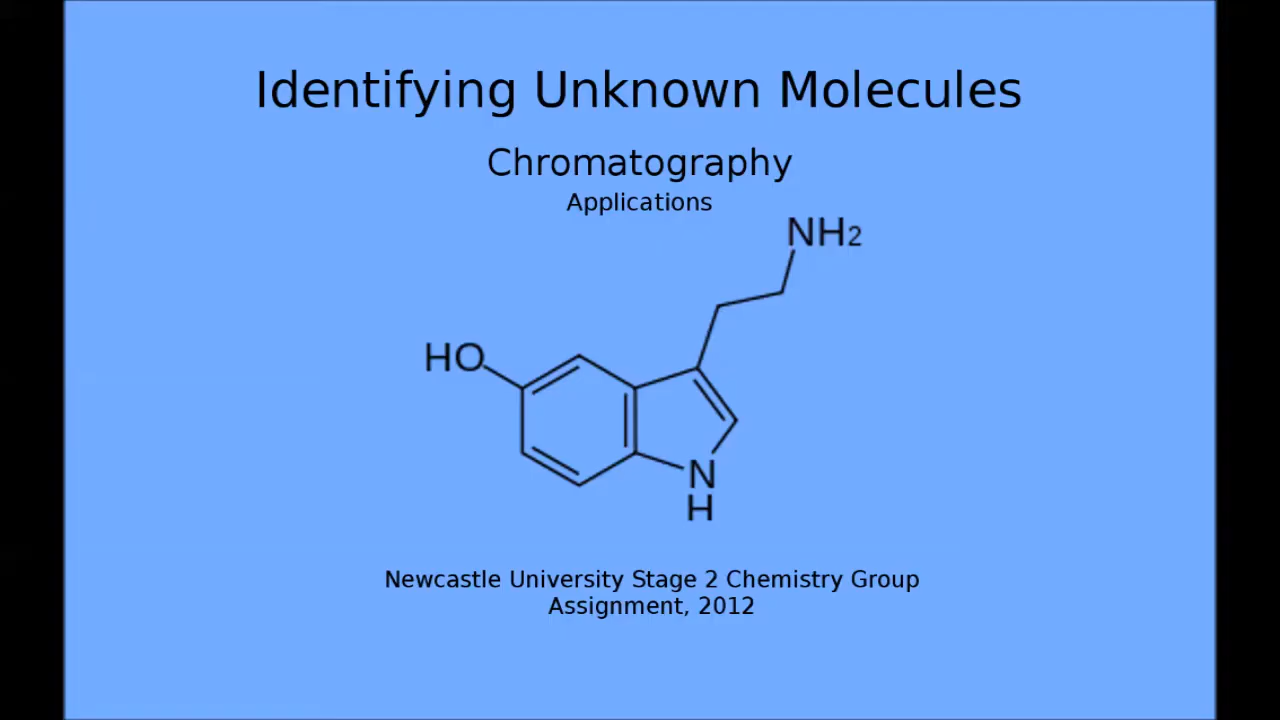 Identifying Unknown Molecules
Chromatography
Applications
NH2
HO
N
H
Newcastle University Stage 2 Chemistry Group
Assignment, 2012